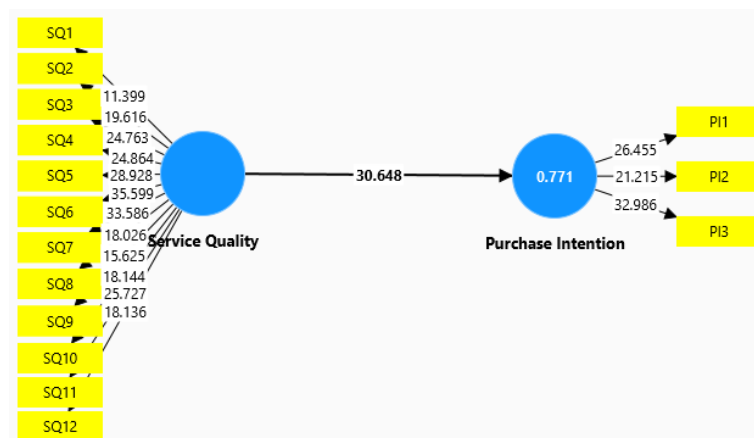 SQ1
SQ2
SQ3
SQ4
SQ5
SQ6
SQ7
SQ8
SQ9
SQ10
SQ11
SQ12
11.399
19.616
24.763
24.864
28.928
35.599
33.586
18.026
15.625
18.144
25.727
18.136
Service Quality
30.648
0.771
Purchase Intention
26.455
21.215
32.986
PI1
PI2
PI3